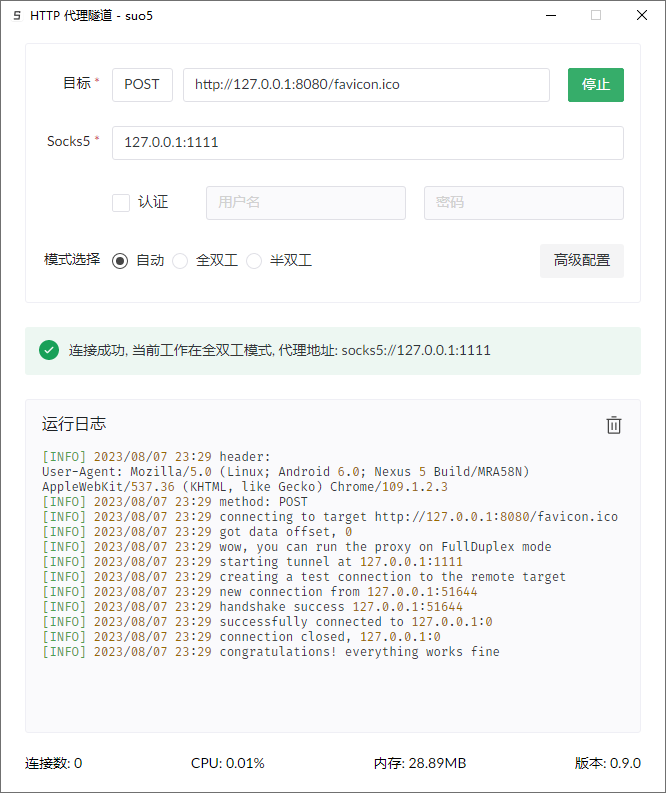 HTTP 代理隧道 - suo5
目标 * POST http://127.0.0.1:8080/favicon.ico 停止
Socks5 * 127.0.0.1:1111
认证 用户名 密码
模式选择 自动 全双工 半双工 高级配置
连接成功, 当前工作在全双工模式, 代理地址: socks5://127.0.0.1:1111
运行日志
[INFO] 2023/08/07 23:29 header:
User-Agent: Mozilla/5.0 (Linux; Android 6.0; Nexus 5 Build/MRA58N)
AppleWebKit/537.36 (KHTML, like Gecko) Chrome/109.1.2.3
[INFO] 2023/08/07 23:29 method: POST
[INFO] 2023/08/07 23:29 connecting to target http://127.0.0.1:8080/favicon.ico
[INFO] 2023/08/07 23:29 got data offset, 0
[INFO] 2023/08/07 23:29 wow, you can run the proxy on FullDuplex mode
[INFO] 2023/08/07 23:29 starting tunnel at 127.0.0.1:1111
[INFO] 2023/08/07 23:29 creating a test connection to the remote target
[INFO] 2023/08/07 23:29 new connection from 127.0.0.1:51644
[INFO] 2023/08/07 23:29 handshake success 127.0.0.1:51644
[INFO] 2023/08/07 23:29 successfully connected to 127.0.0.1:0
[INFO] 2023/08/07 23:29 connection closed, 127.0.0.1:0
[INFO] 2023/08/07 23:29 congratulations! everything works fine
连接数: 0 CPU: 0.01% 内存: 28.89MB 版本: 0.9.0